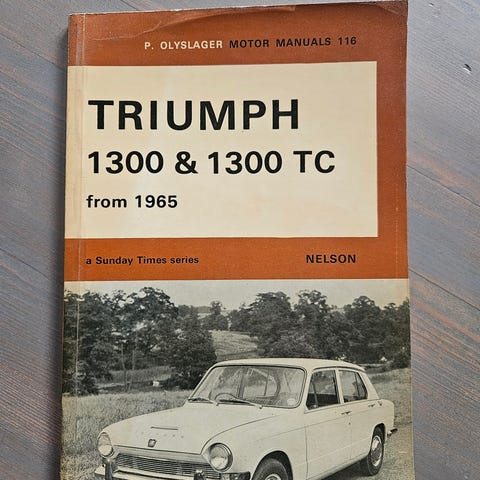 P. OLYSLAGER MOTOR MANUALS 116
TRIUMPH
1300 & 1300 TC
from 1965
a Sunday Times series NELSON